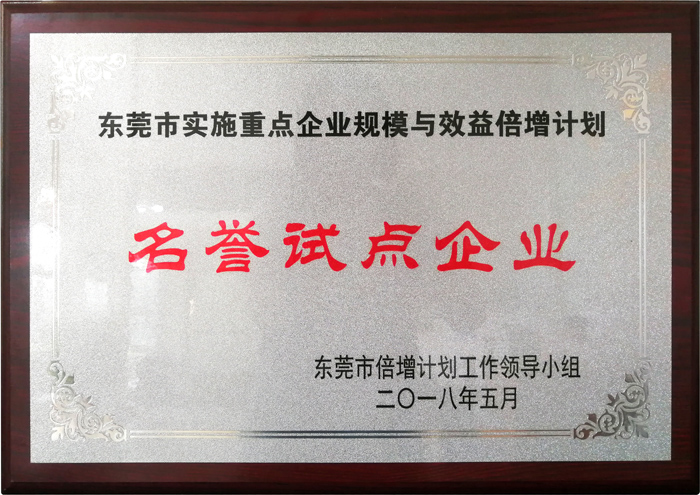 东莞市实施重点企业规模与效益倍增计划
名誉试点企业
东莞市倍增计划工作领导小组
二〇一八年五月